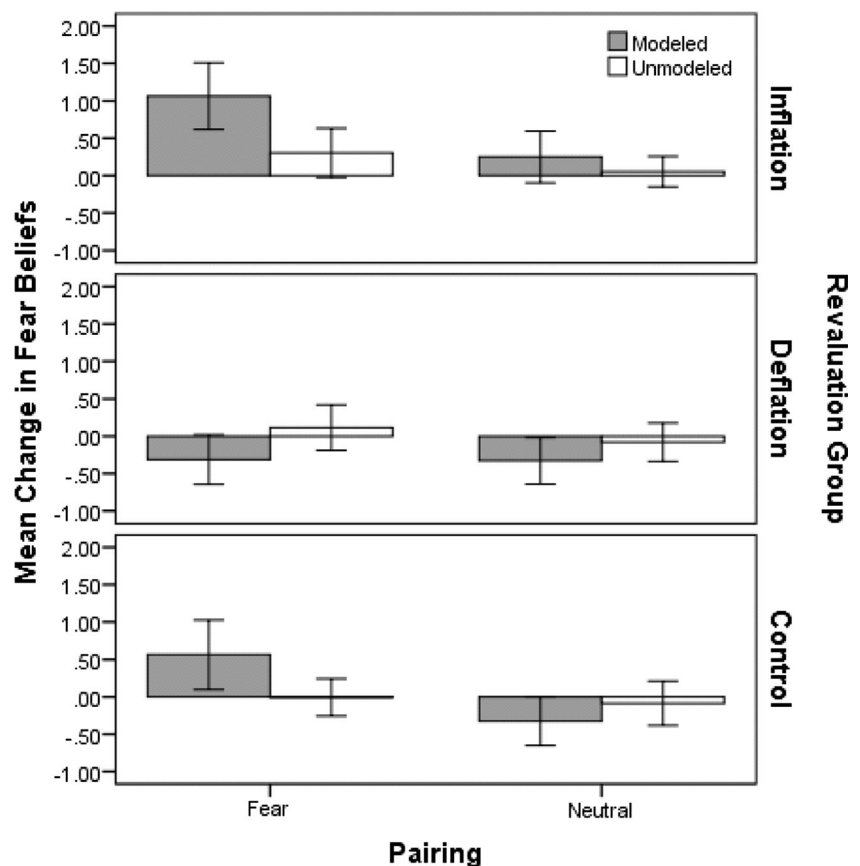 Mean Change in Fear Beliefs
2.00
1.50
1.00
.50
.00
-.50
-1.00
Modeled
Unmodeled
Inflation
2.00
1.50
1.00
.50
.00
-.50
-1.00
Deflation
2.00
1.50
1.00
.50
.00
-.50
-1.00
Control
Revaluation Group
Fear
Neutral
Pairing